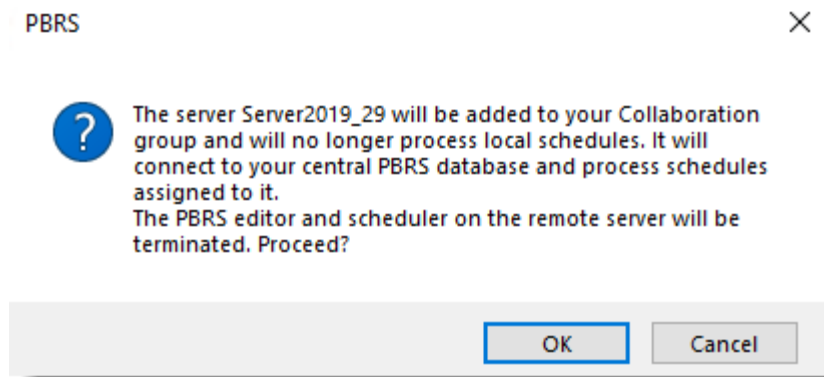 PBRS
The server Server2019_29 will be added to your Collaboration
group and will no longer process local schedules. It will
connect to your central PBRS database and process schedules
assigned to it.
The PBRS editor and scheduler on the remote server will be
terminated. Proceed?
OK
Cancel